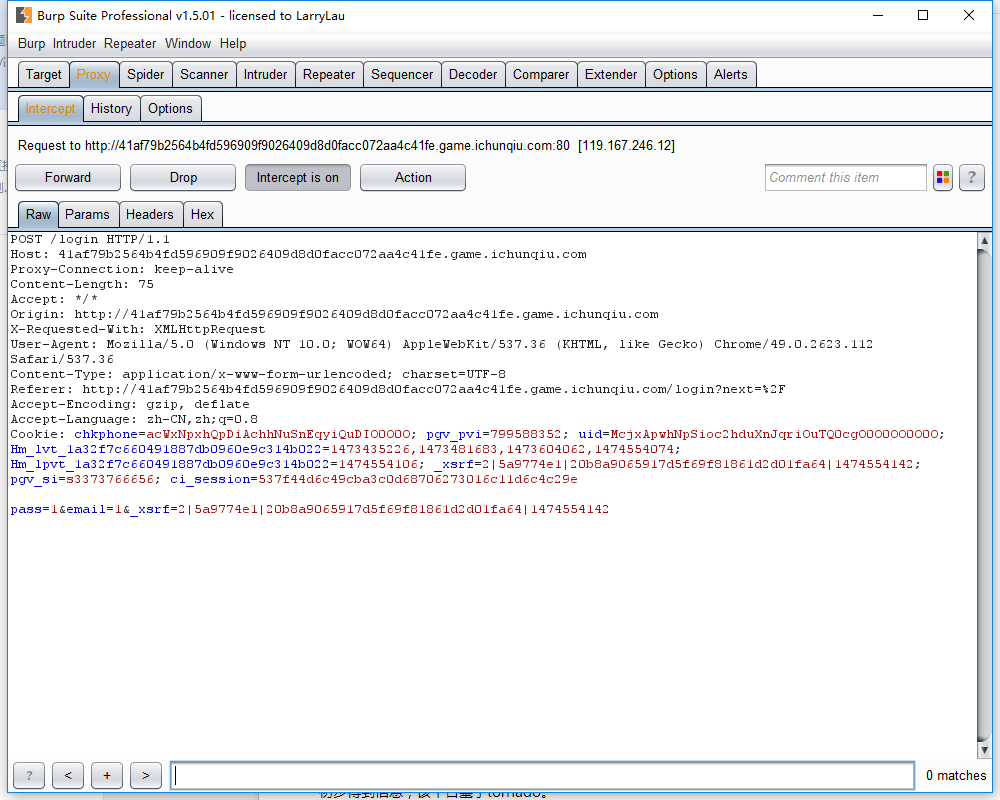 Burp Suite Professional v1.5.01 - licensed to LarryLau
Burp Intruder Repeater Window Help
Target Proxy Spider Scanner Intruder Repeater Sequencer Decoder Comparer Extender Options Alerts
Intercept History Options
Request to http://41af79b2564b4fd596909f9026409d8d0facc072aa4c41fe.game.ichunqiu.com:80 [119.167.246.12]
Forward Drop Intercept is on Action Comment this item ?
Raw Params Headers Hex
POST /login HTTP/1.1
Host: 41af79b2564b4fd596909f9026409d8d0facc072aa4c41fe.game.ichunqiu.com
Proxy-Connection: keep-alive
Content-Length: 75
Accept: */*
Origin: http://41af79b2564b4fd596909f9026409d8d0facc072aa4c41fe.game.ichunqiu.com
X-Requested-With: XMLHttpRequest
User-Agent: Mozilla/5.0 (Windows NT 10.0; WOW64) AppleWebKit/537.36 (KHTML, like Gecko) Chrome/49.0.2623.112
Safari/537.36
Content-Type: application/x-www-form-urlencoded; charset=UTF-8
Referer: http://41af79b2564b4fd596909f9026409d8d0facc072aa4c41fe.game.ichunqiu.com/login?next=%2F
Accept-Encoding: gzip, deflate
Accept-Language: zh-CN,zh;q=0.8
Cookie: chkphone=acWxNpxhQpDiAchhNuSnEqyiQuDIO0O0O; pgv_pvi=799588352; uid=McjxApwhNpSioc2hduXnJqriOuTQ0cgO0O0O0O0O0O;
Hm_lvt_1a32f7c660491887db0960e9c314b022=1473435226,1473481683,1473604062,1474554074;
Hm_lpvt_1a32f7c660491887db0960e9c314b022=1474554106; _xsrf=2|5a9774e1|20b8a9065917d5f69f81861d2d01fa64|1474554142;
pgv_si=s3373766656; ci_session=537f44d6c49cba3c0d68706273016c11d6c4c29e
pass=1&email=1&_xsrf=2|5a9774e1|20b8a9065917d5f69f81861d2d01fa64|1474554142
? < + > 0 matches